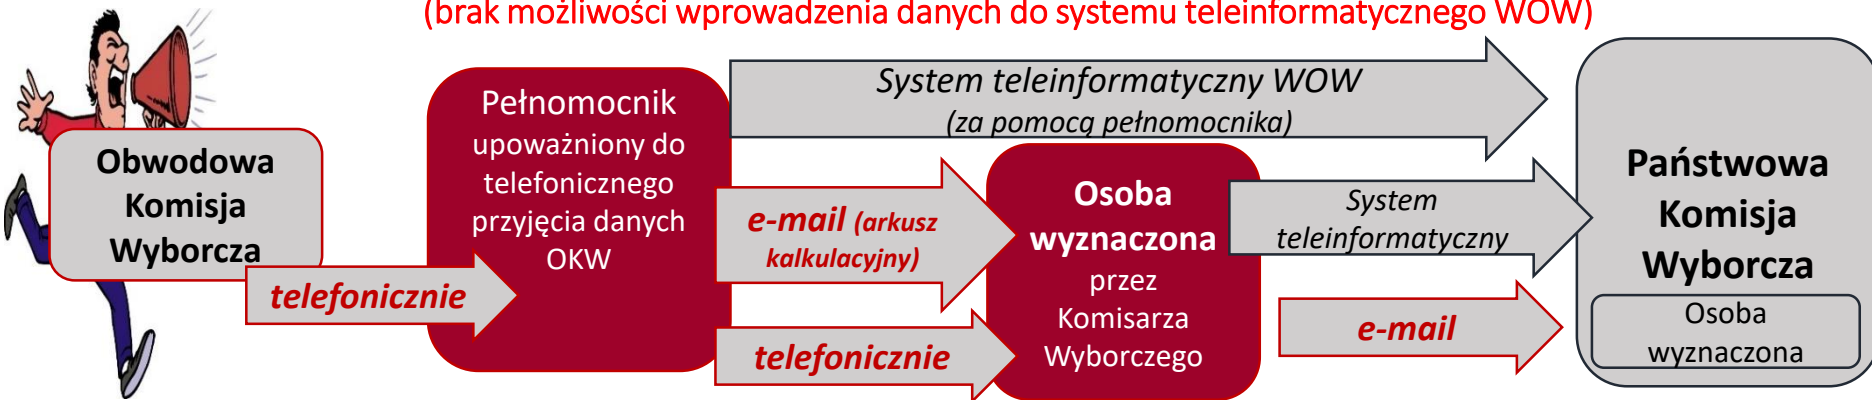 (brak możliwości wprowadzenia danych do systemu teleinformatycznego WOW)
Obwodowa
Komisja
Wyborcza
telefonicznie
Pełnomocnik
upoważniony do
telefonicznego
przyjęcia danych
OKW
System teleinformatyczny WOW
(za pomocą pełnomocnika)
e-mail (arkusz
kalkulacyjny)
telefonicznie
Osoba
wyznaczona
przez
Komisarza
Wyborczego
System
teleinformatyczny
e-mail
Państwowa
Komisja
Wyborcza
Osoba
wyznaczona